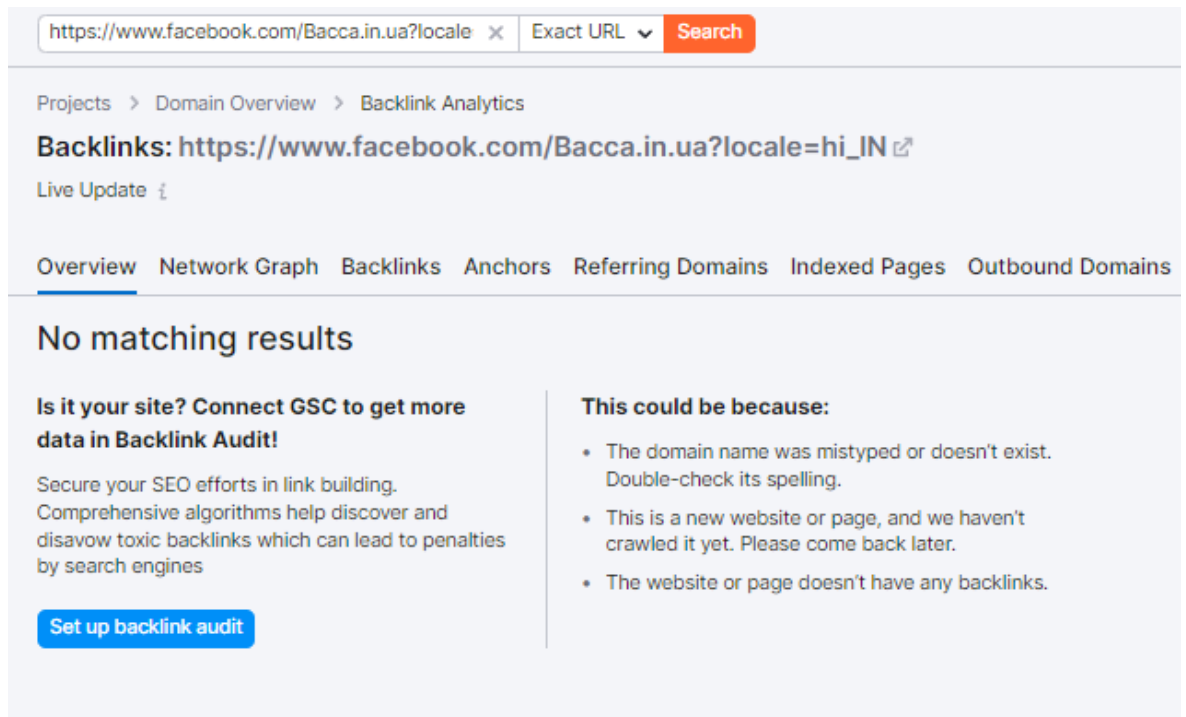 https://www.facebook.com/Bacca.in.ua?locale × Exact URL Search
Projects > Domain Overview > Backlink Analytics
Backlinks: https://www.facebook.com/Bacca.in.ua?locale=hi_IN
Live Update i
Overview Network Graph Backlinks Anchors Referring Domains Indexed Pages Outbound Domains
No matching results
Is it your site? Connect GSC to get more
data in Backlink Audit!
Secure your SEO efforts in link building.
Comprehensive algorithms help discover and
disavow toxic backlinks which can lead to penalties
by search engines
Set up backlink audit
This could be because:
• The domain name was mistyped or doesn't exist.
Double-check its spelling.
• This is a new website or page, and we haven't
crawled it yet. Please come back later.
• The website or page doesn't have any backlinks.